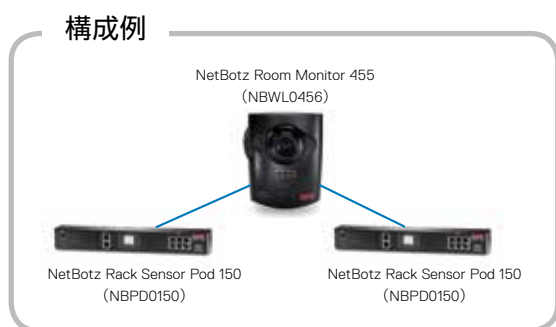 構成例
NetBotz Room Monitor 455
（NBWL0456）
NetBotz Rack Sensor Pod 150
（NBPD0150）
NetBotz Rack Sensor Pod 150
（NBPD0150）